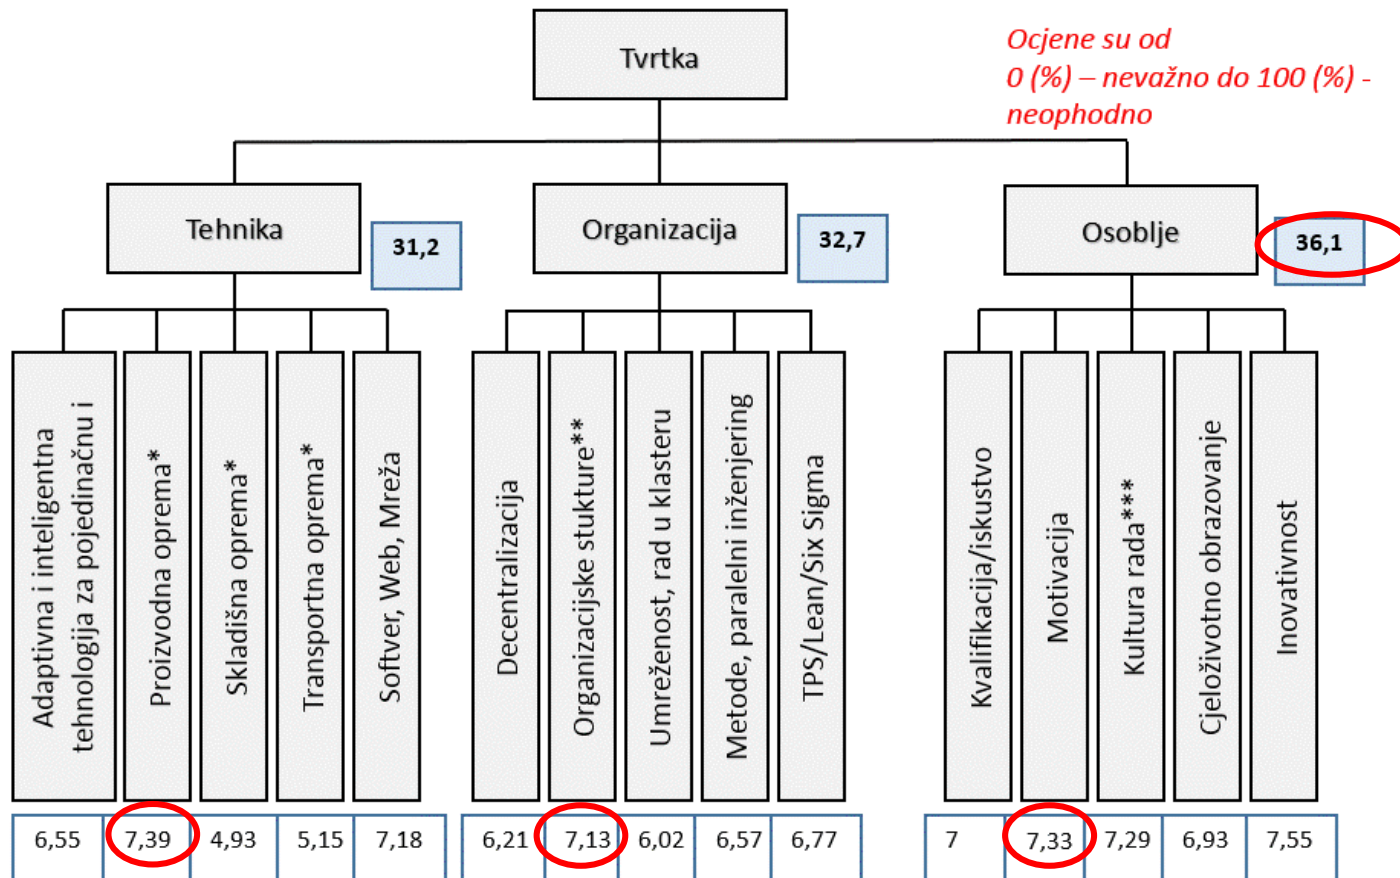 Tvrtka
Ocjene su od
0 (%) – nevažno do 100 (%) -
neophodno
Tehnika
31,2
Organizacija
32,7
Osoblje
36,1
Adaptivna i inteligentna
tehnologija za pojedinačnu i
Proizvodna oprema*
Skladišna oprema*
Transportna oprema*
Softver, Web, Mreža
Decentralizacija
Organizacijske stukture**
Umreženost, rad u klasteru
Metode, paralelni inženjering
TPS/Lean/Six Sigma
Kvalifikacija/iskustvo
Motivacija
Kultura rada***
Cjeloživotno obrazovanje
Inovativnost
6,55 7,39 4,93 5,15 7,18
6,21 7,13 6,02 6,57 6,77
7 7,33 7,29 6,93 7,55